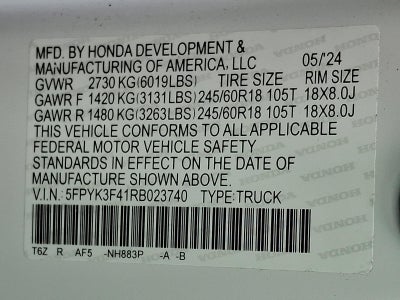 MFD. BY HONDA DEVELOPMENT &
MANUFACTURING OF AMERICA, LLC 05/'24
GVWR 2730 KG(6019LBS) TIRE SIZE RIM SIZE
GAWR F 1420 KG(3131LBS) 245/60R18 105T 18X8.0J
GAWR R 1480 KG(3263LBS) 245/60R18 105T 18X8.0J
THIS VEHICLE CONFORMS TO ALL APPLICABLE
FEDERAL MOTOR VEHICLE SAFETY
STANDARDS IN EFFECT ON THE DATE OF
MANUFACTURE SHOWN ABOVE.
V.I.N.: 5FPYK3F41RB023740 TYPE:TRUCK
T6Z R AF5 -NH883P -A -B